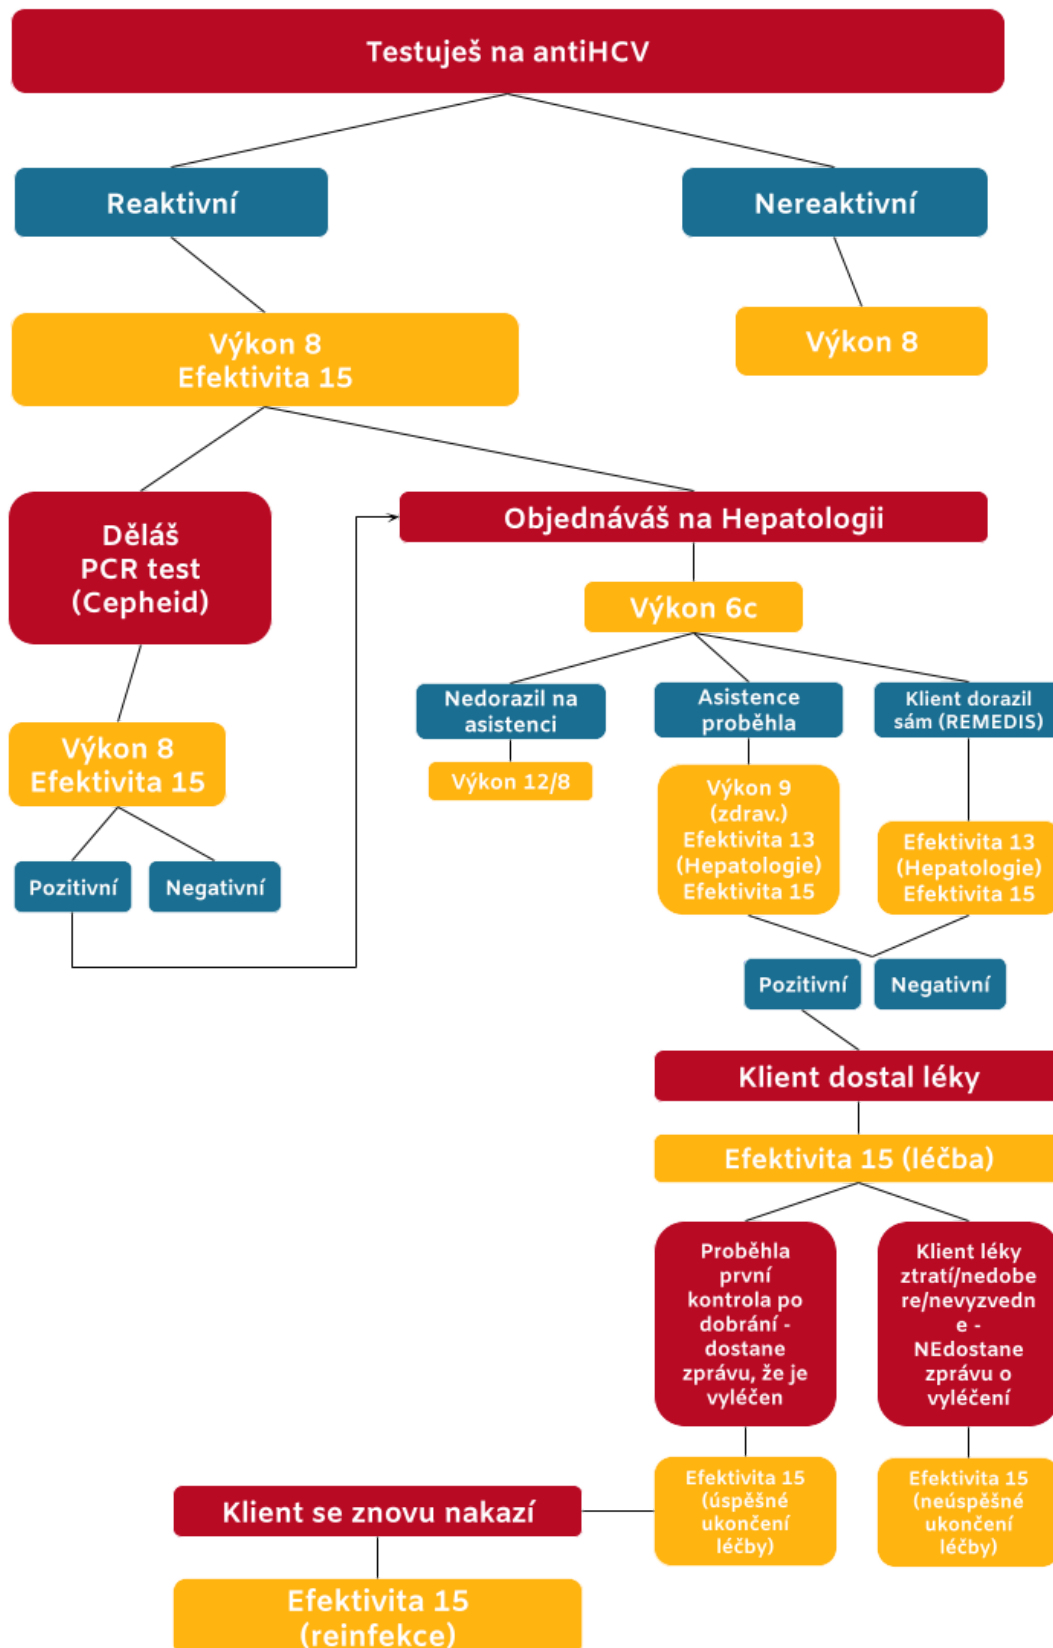 Testuješ na antiHCV
Reaktivní
Nereaktivní
Výkon 8
Efektivita 15
Výkon 8
Děláš
PCR test
(Cepheid)
Objednáváš na Hepatologii
Výkon 6c
Nedorazil na
asistenci
Asistence
proběhla
Klient dorazil
sám (REMEDIS)
Výkon 8
Efektivita 15
Výkon 12/8
Výkon 9
(zdrav.)
Efektivita 13
(Hepatologie)
Efektivita 15
Efektivita 13
(Hepatologie)
Efektivita 15
Pozitivní
Negativní
Pozitivní
Negativní
Klient dostal léky
Efektivita 15 (léčba)
Proběhla
první
kontrola po
dobrání -
dostane
zprávu, že je
vyléčen
Klient léky
ztratí/nedobe
re/nevyzvedn
e -
NEdostane
zprávu o
vyléčení
Efektivita 15
(úspěšné
ukončení
léčby)
Efektivita 15
(neúspěšné
ukončení
léčby)
Klient se znovu nakazí
Efektivita 15
(reinfekce)